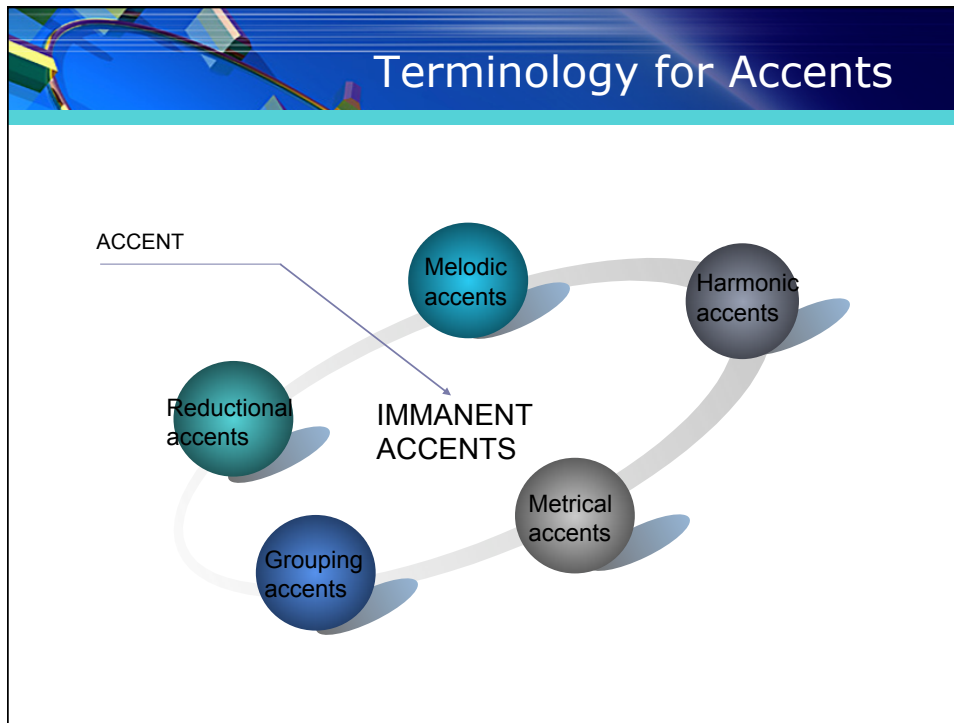 Terminology for Accents
ACCENT
Melodic
accents
Harmonic
accents
Reductional
accents
IMMANENT
ACCENTS
Metrical
accents
Grouping
accents